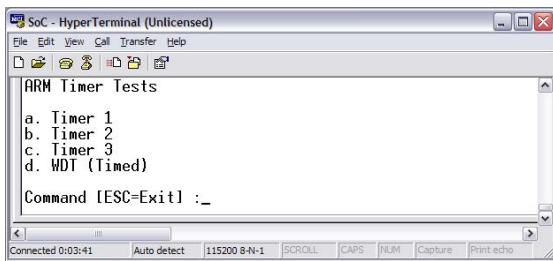 SoC - HyperTerminal (Unlicensed)
File Edit View Call Transfer Help
ARM Timer Tests
a. Timer 1
b. Timer 2
c. Timer 3
d. WDT (Timed)
Command [ESC=Exit] :_
Connected 0:03:41 Auto detect 115200 8-N-1 SCROLL CAPS NUM Capture Print echo